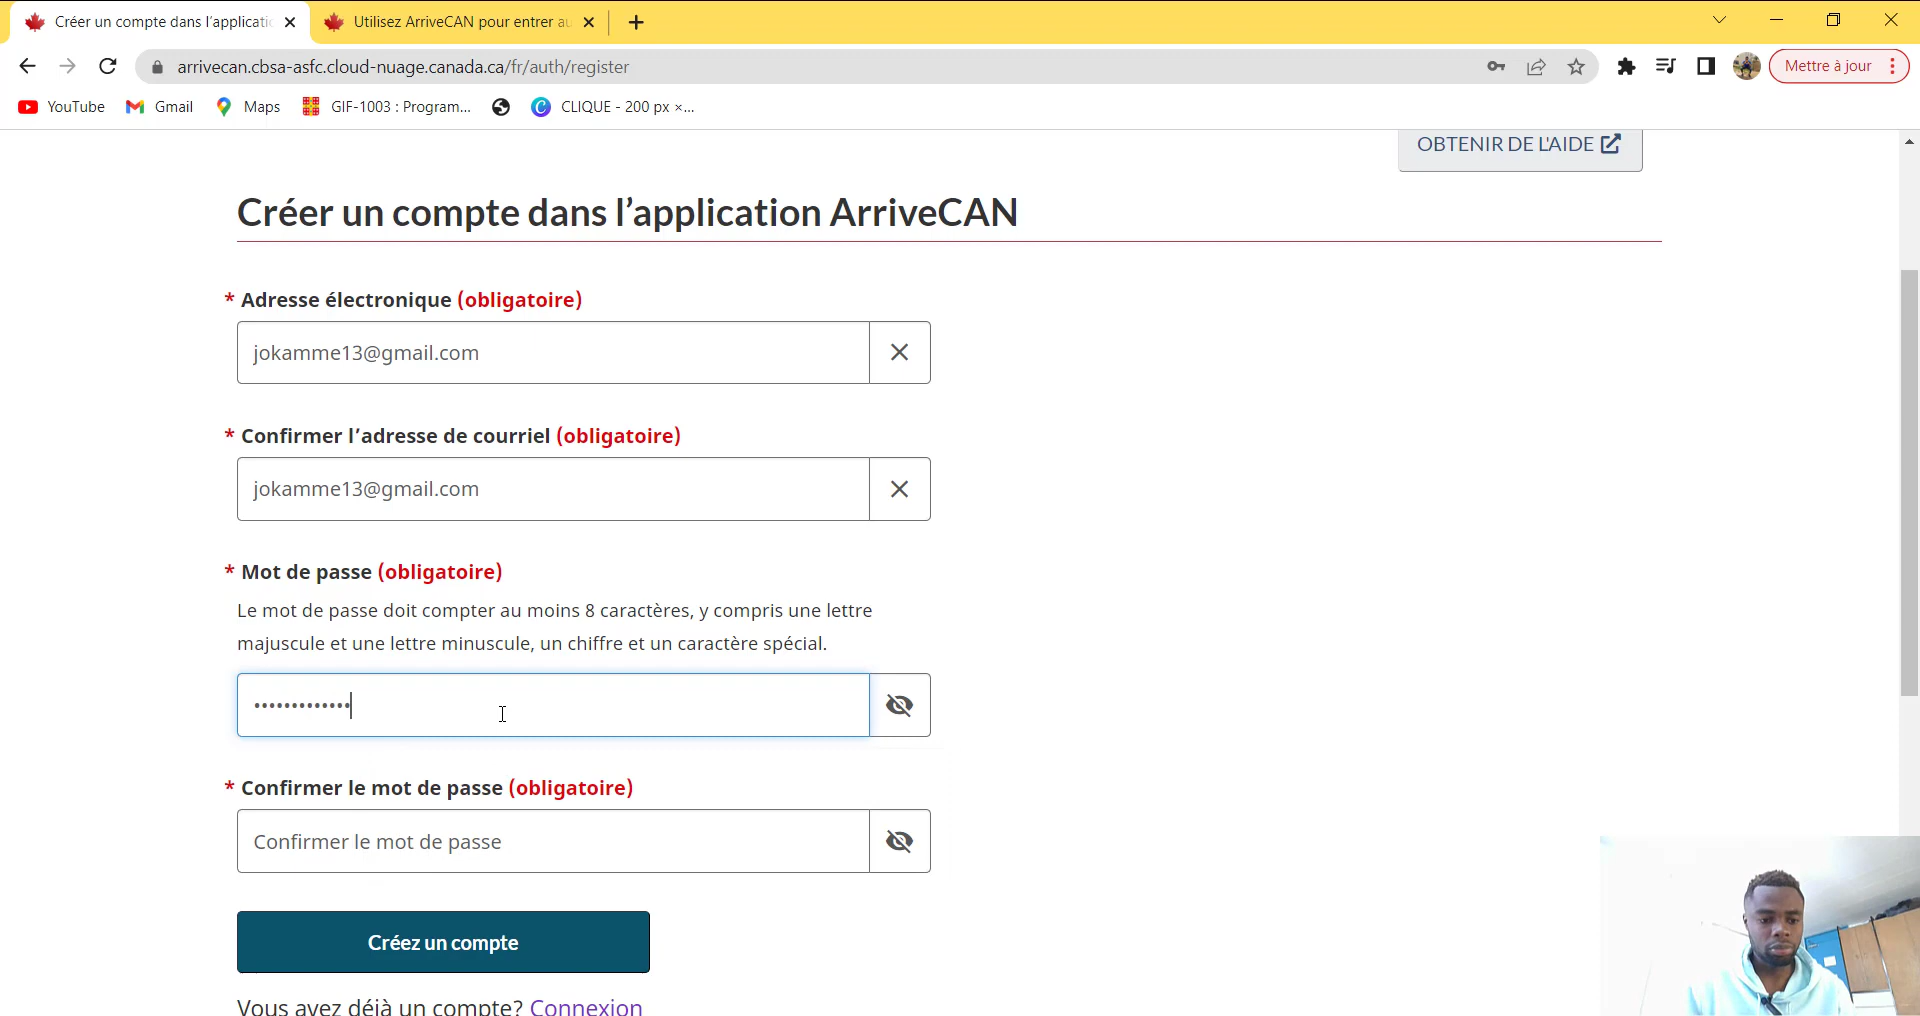 Créer un compte dans l'applicatio
Utilisez ArriveCAN pour entrer au
arrivecan.cbsa-asfc.cloud-nuage.canada.ca/fr/auth/register
Mettre à jour
YouTube
Gmail
Maps
GIF-1003 : Program...
CLIQUE - 200 px ×...
OBTENIR DE L'AIDE
Créer un compte dans l’application ArriveCAN
* Adresse électronique (obligatoire)
jokamme13@gmail.com
* Confirmer l’adresse de courriel (obligatoire)
jokamme13@gmail.com
* Mot de passe (obligatoire)
Le mot de passe doit compter au moins 8 caractères, y compris une lettre
majuscule et une lettre minuscule, un chiffre et un caractère spécial.
•••••••••••••
* Confirmer le mot de passe (obligatoire)
Confirmer le mot de passe
Créez un compte
Vous avez déjà un compte? Connexion